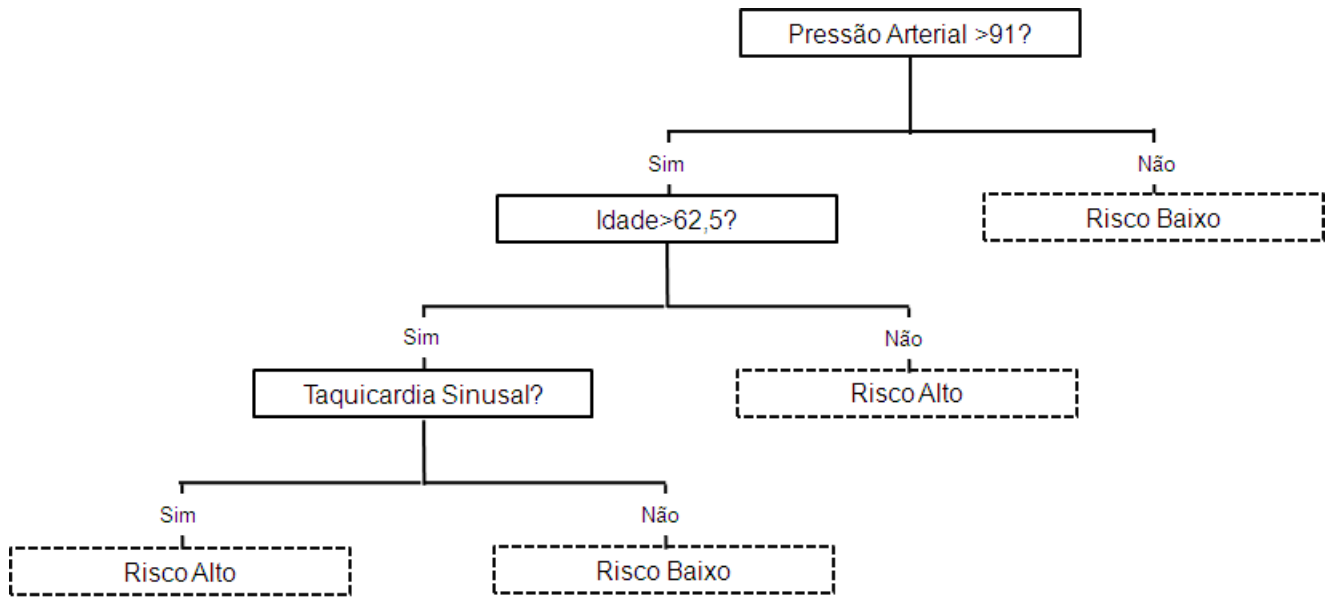 Pressão Arterial >91?
Sim
Não
Idade>62,5?
Risco Baixo
Sim
Não
Taquicardia Sinusal?
Risco Alto
Sim
Não
Risco Alto
Risco Baixo